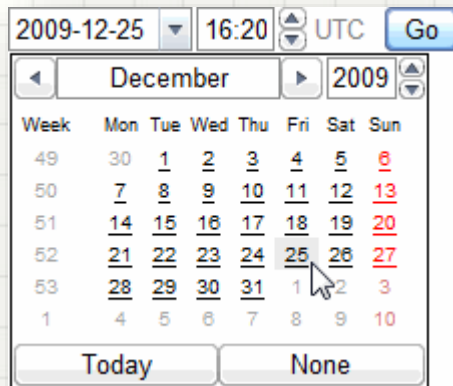 2009-12-25 16:20 UTC Go
December 2009
Week Mon Tue Wed Thu Fri Sat Sun
49 30 1 2 3 4 5 6
50 7 8 9 10 11 12 13
51 14 15 16 17 18 19 20
52 21 22 23 24 25 26 27
53 28 29 30 31 1 2 3
1 4 5 6 7 8 9 10
Today None